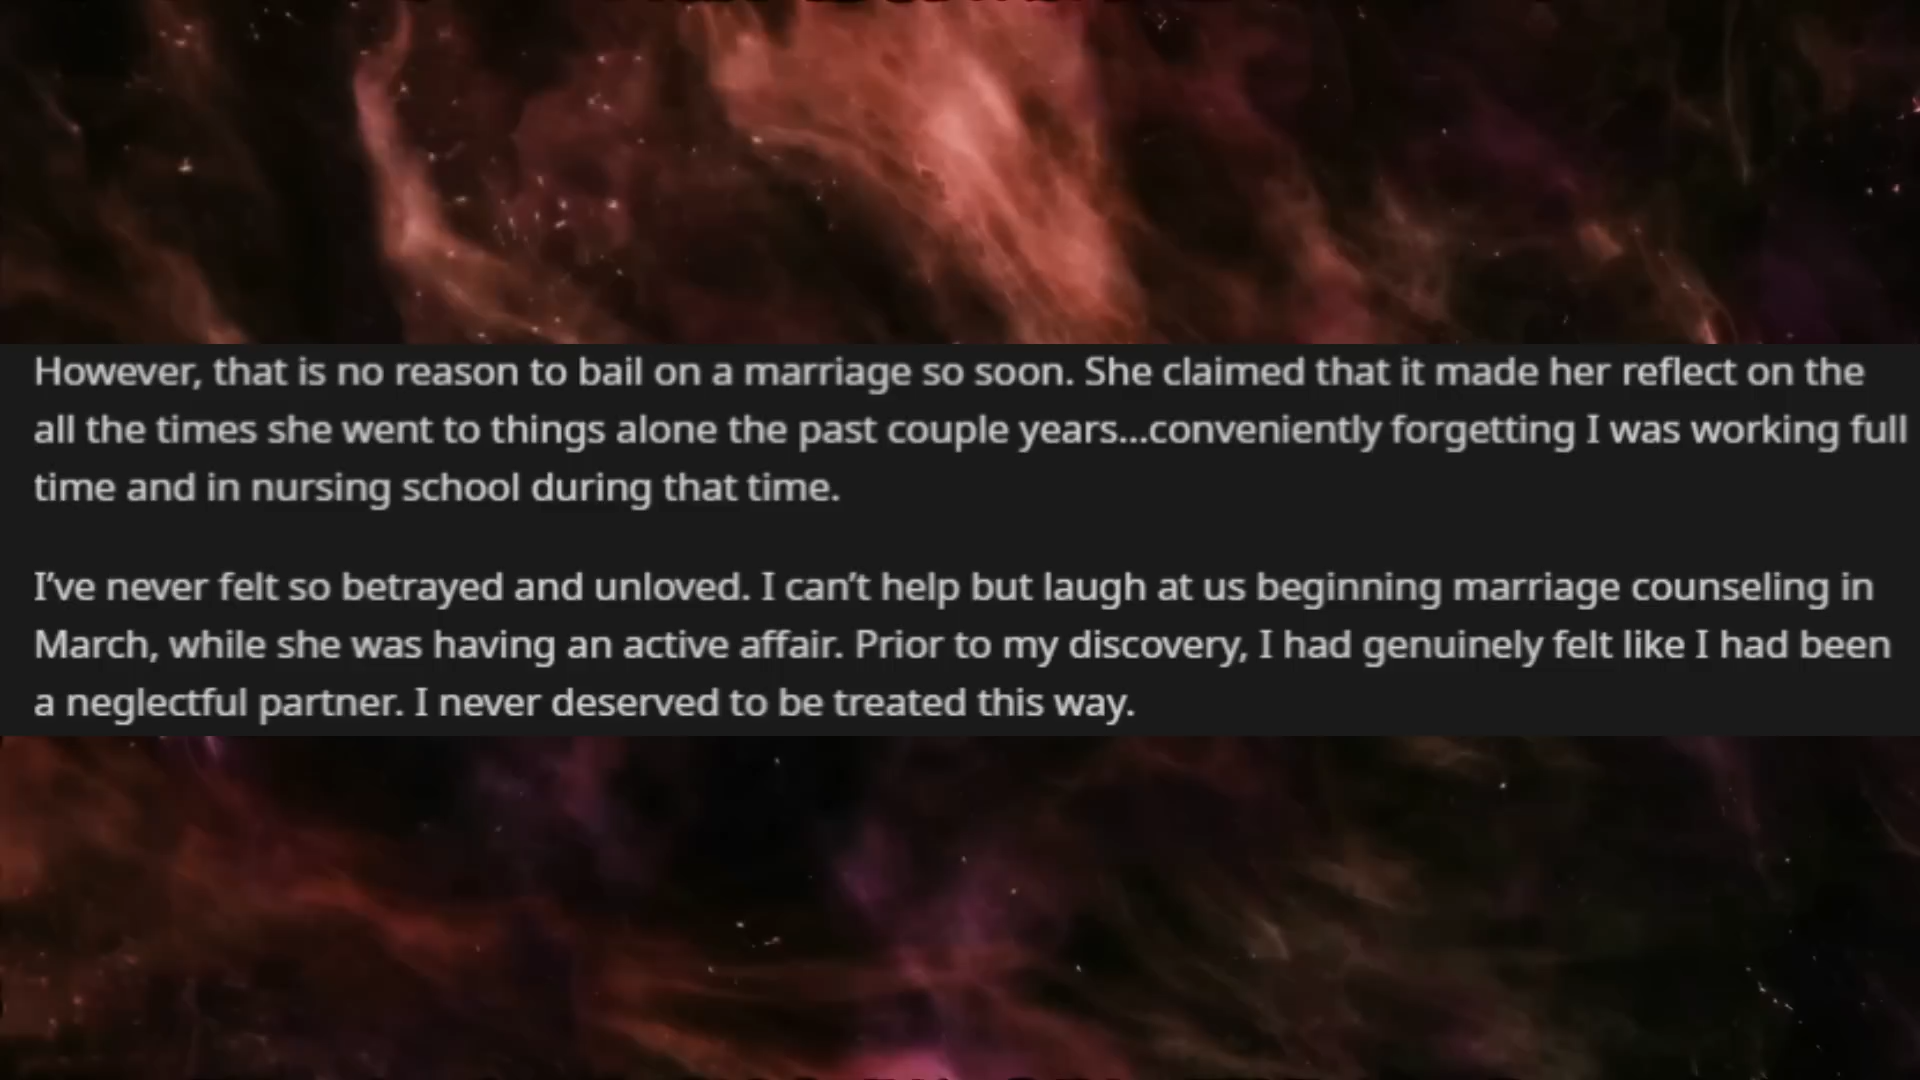 However, that is no reason to bail on a marriage so soon. She claimed that it made her reflect on the
all the times she went to things alone the past couple years...conveniently forgetting I was working full
time and in nursing school during that time.
I've never felt so betrayed and unloved. I can't help but laugh at us beginning marriage counseling in
March, while she was having an active affair. Prior to my discovery, I had genuinely felt like I had been
a neglectful partner. I never deserved to be treated this way.